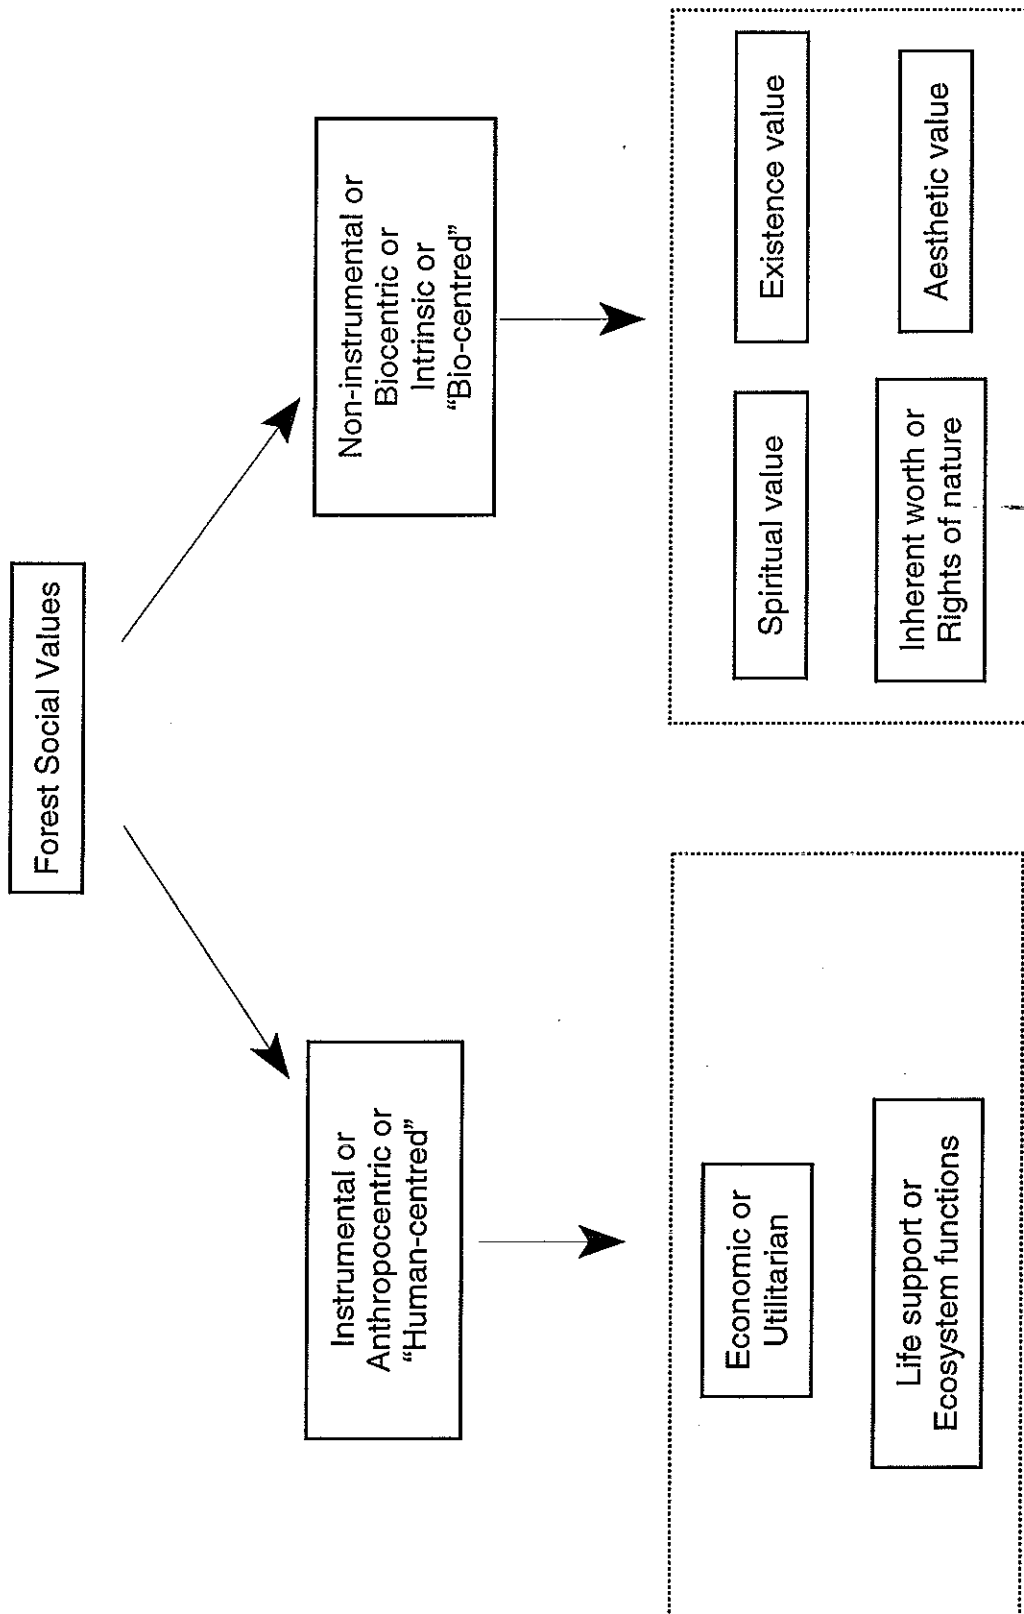 Forest Social Values
Instrumental or
Anthropocentric or
“Human-centred”
Non-instrumental or
Biocentric or
Intrinsic or
“Bio-centred”
Economic or
Utilitarian
Life support or
Ecosystem functions
Spiritual value
Existence value
Inherent worth or
Rights of nature
Aesthetic value